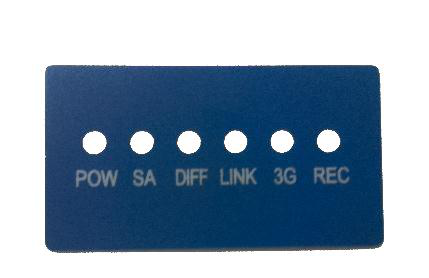 POW SA DIFF LINK 3G REC